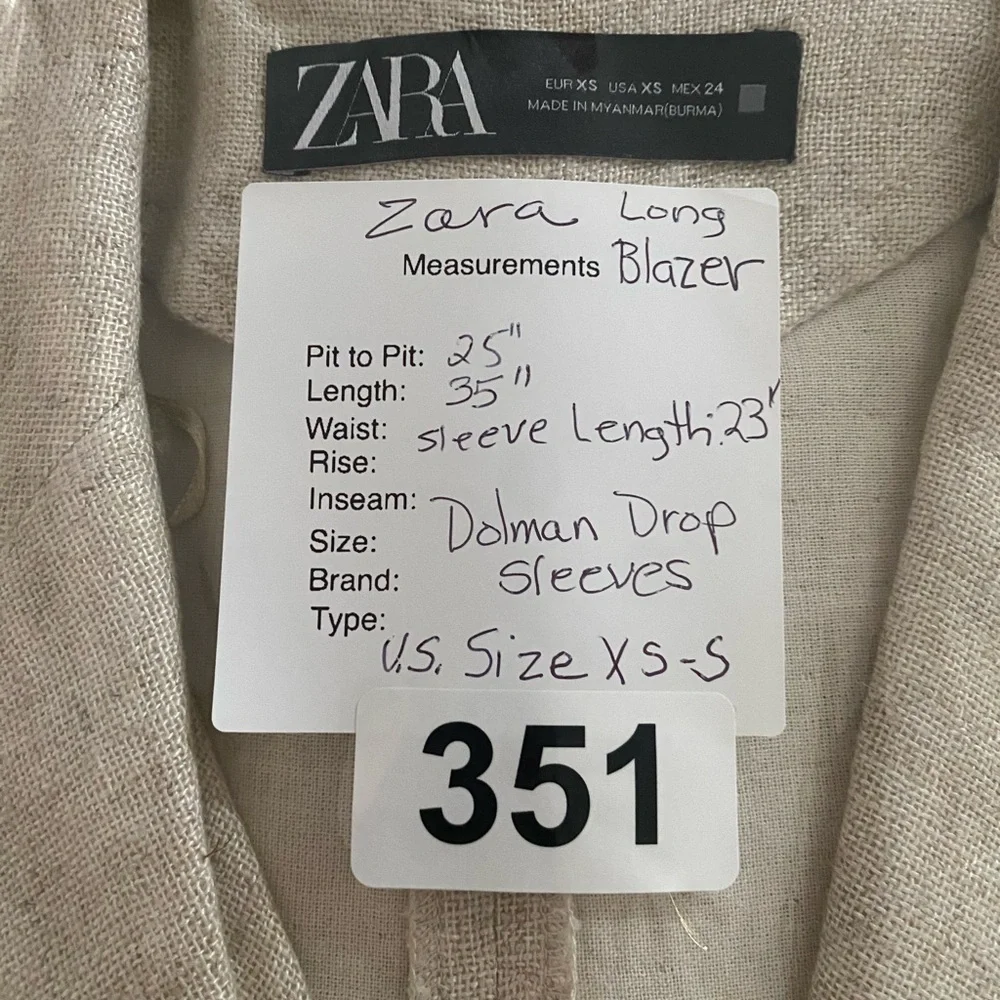 ZARA
EUR XS USA XS MEX 24
MADE IN MYANMAR(BURMA)
Zara Long
Measurements Blazer
Pit to Pit: 25"
Length: 35"
Waist: sleeve Length: 23"
Rise:
Inseam:
Size: Dolman Drop
Brand: Sleeves
Type:
U.S. Size XS-S
351